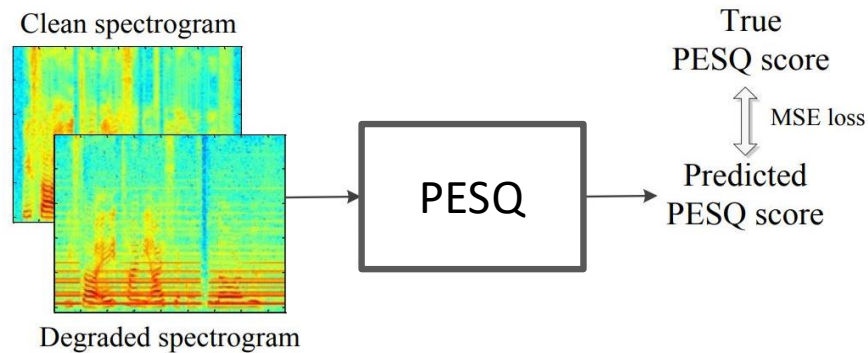 Clean spectrogram
Degraded spectrogram
PESQ
True
PESQ score
MSE loss
Predicted
PESQ score